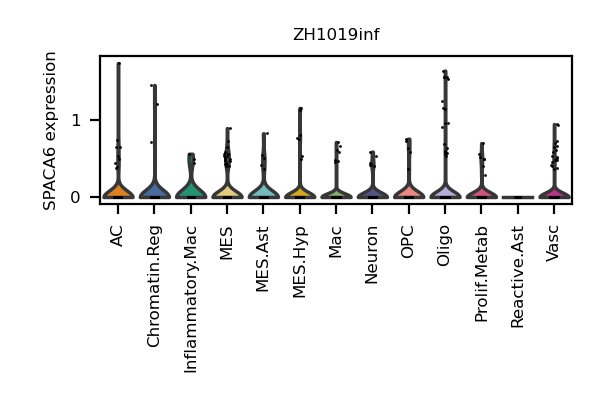 ZH1019inf
SPACA6 expression
1
0
AC
Chromatin.Reg
Inflammatory.Mac
MES
MES.Ast
MES.Hyp
Mac
Neuron
OPC
Oligo
Prolif.Metab
Reactive.Ast
Vasc